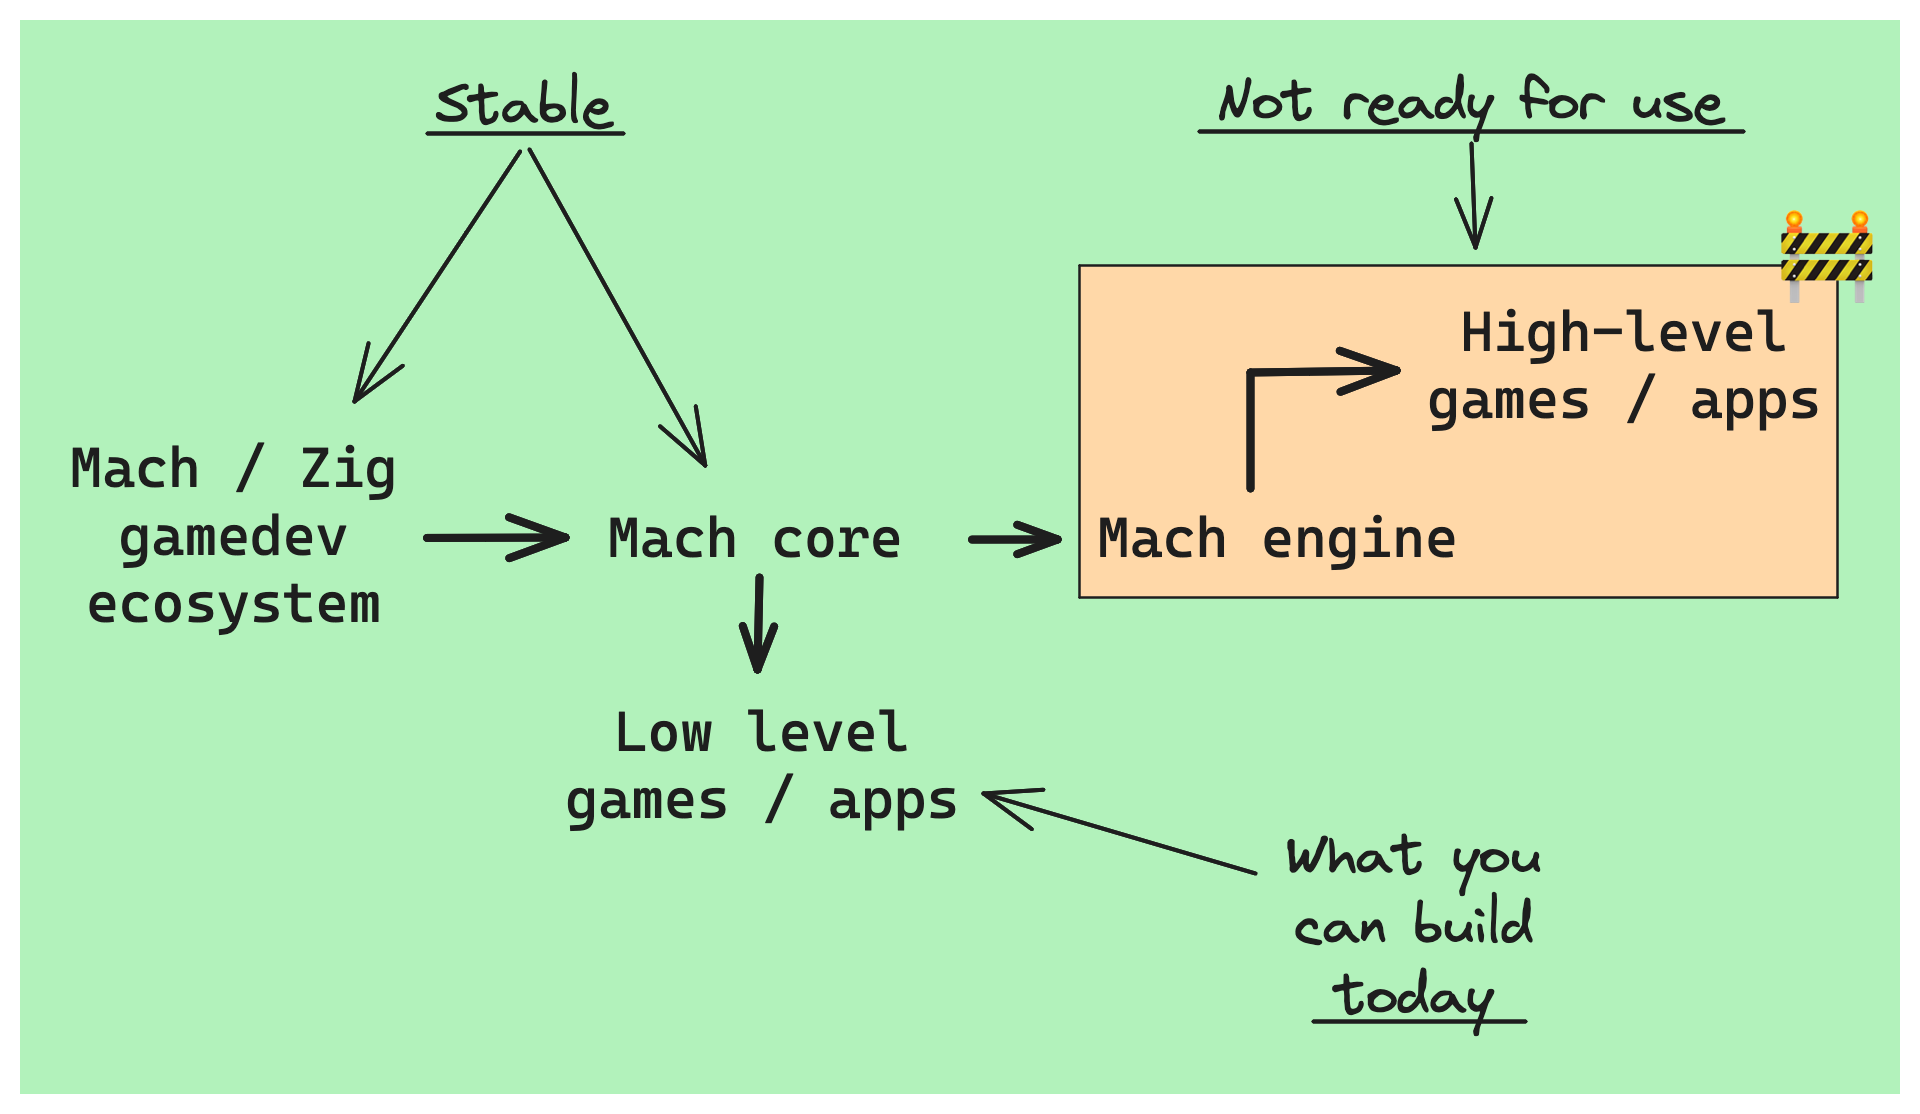 Stable
Not ready for use
High-level
games / apps
Mach / Zig
gamedev
ecosystem
Mach core
Mach engine
Low level
games / apps
What you
can build
today